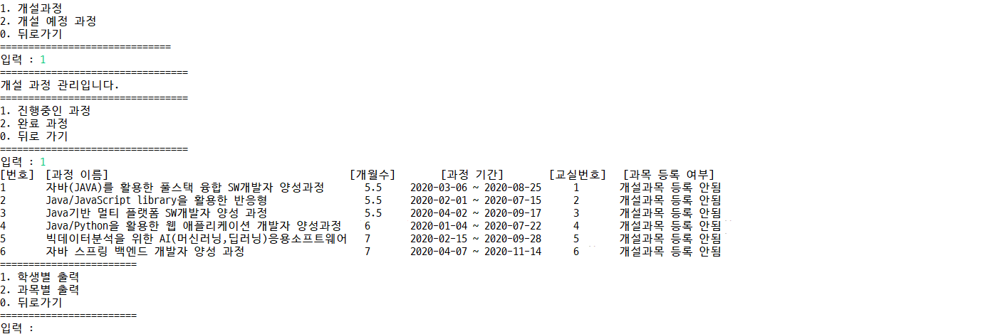 1. 개설과정
2. 개설 예정 과정
0. 뒤로가기
==============================
입력 : 1
=================================
개설 과정 관리입니다.
=================================
1. 진행중인 과정
2. 완료 과정
0. 뒤로 가기
=================================
입력 : 1
[번호] [과정 이름] [개월수] [과정 기간] [교실번호] [과목 등록 여부]
1 자바(JAVA)를 활용한 풀스택 융합 SW개발자 양성과정 5.5 2020-03-06 ~ 2020-08-25 1 개설과목 등록 안됨
2 Java/JavaScript library을 활용한 반응형 5.5 2020-02-01 ~ 2020-07-15 2 개설과목 등록 안됨
3 Java기반 멀티 플랫폼 SW개발자 양성 과정 5.5 2020-04-02 ~ 2020-09-17 3 개설과목 등록 안됨
4 Java/Python을 활용한 웹 애플리케이션 개발자 양성과정 6 2020-01-04 ~ 2020-07-22 4 개설과목 등록 안됨
5 빅데이터분석을 위한 AI(머신러닝,딥러닝)응용소프트웨어 7 2020-02-15 ~ 2020-09-28 5 개설과목 등록 안됨
6 자바 스프링 백엔드 개발자 양성 과정 7 2020-04-07 ~ 2020-11-14 6 개설과목 등록 안됨
========================
1. 학생별 출력
2. 과목별 출력
0. 뒤로가기
========================
입력 :